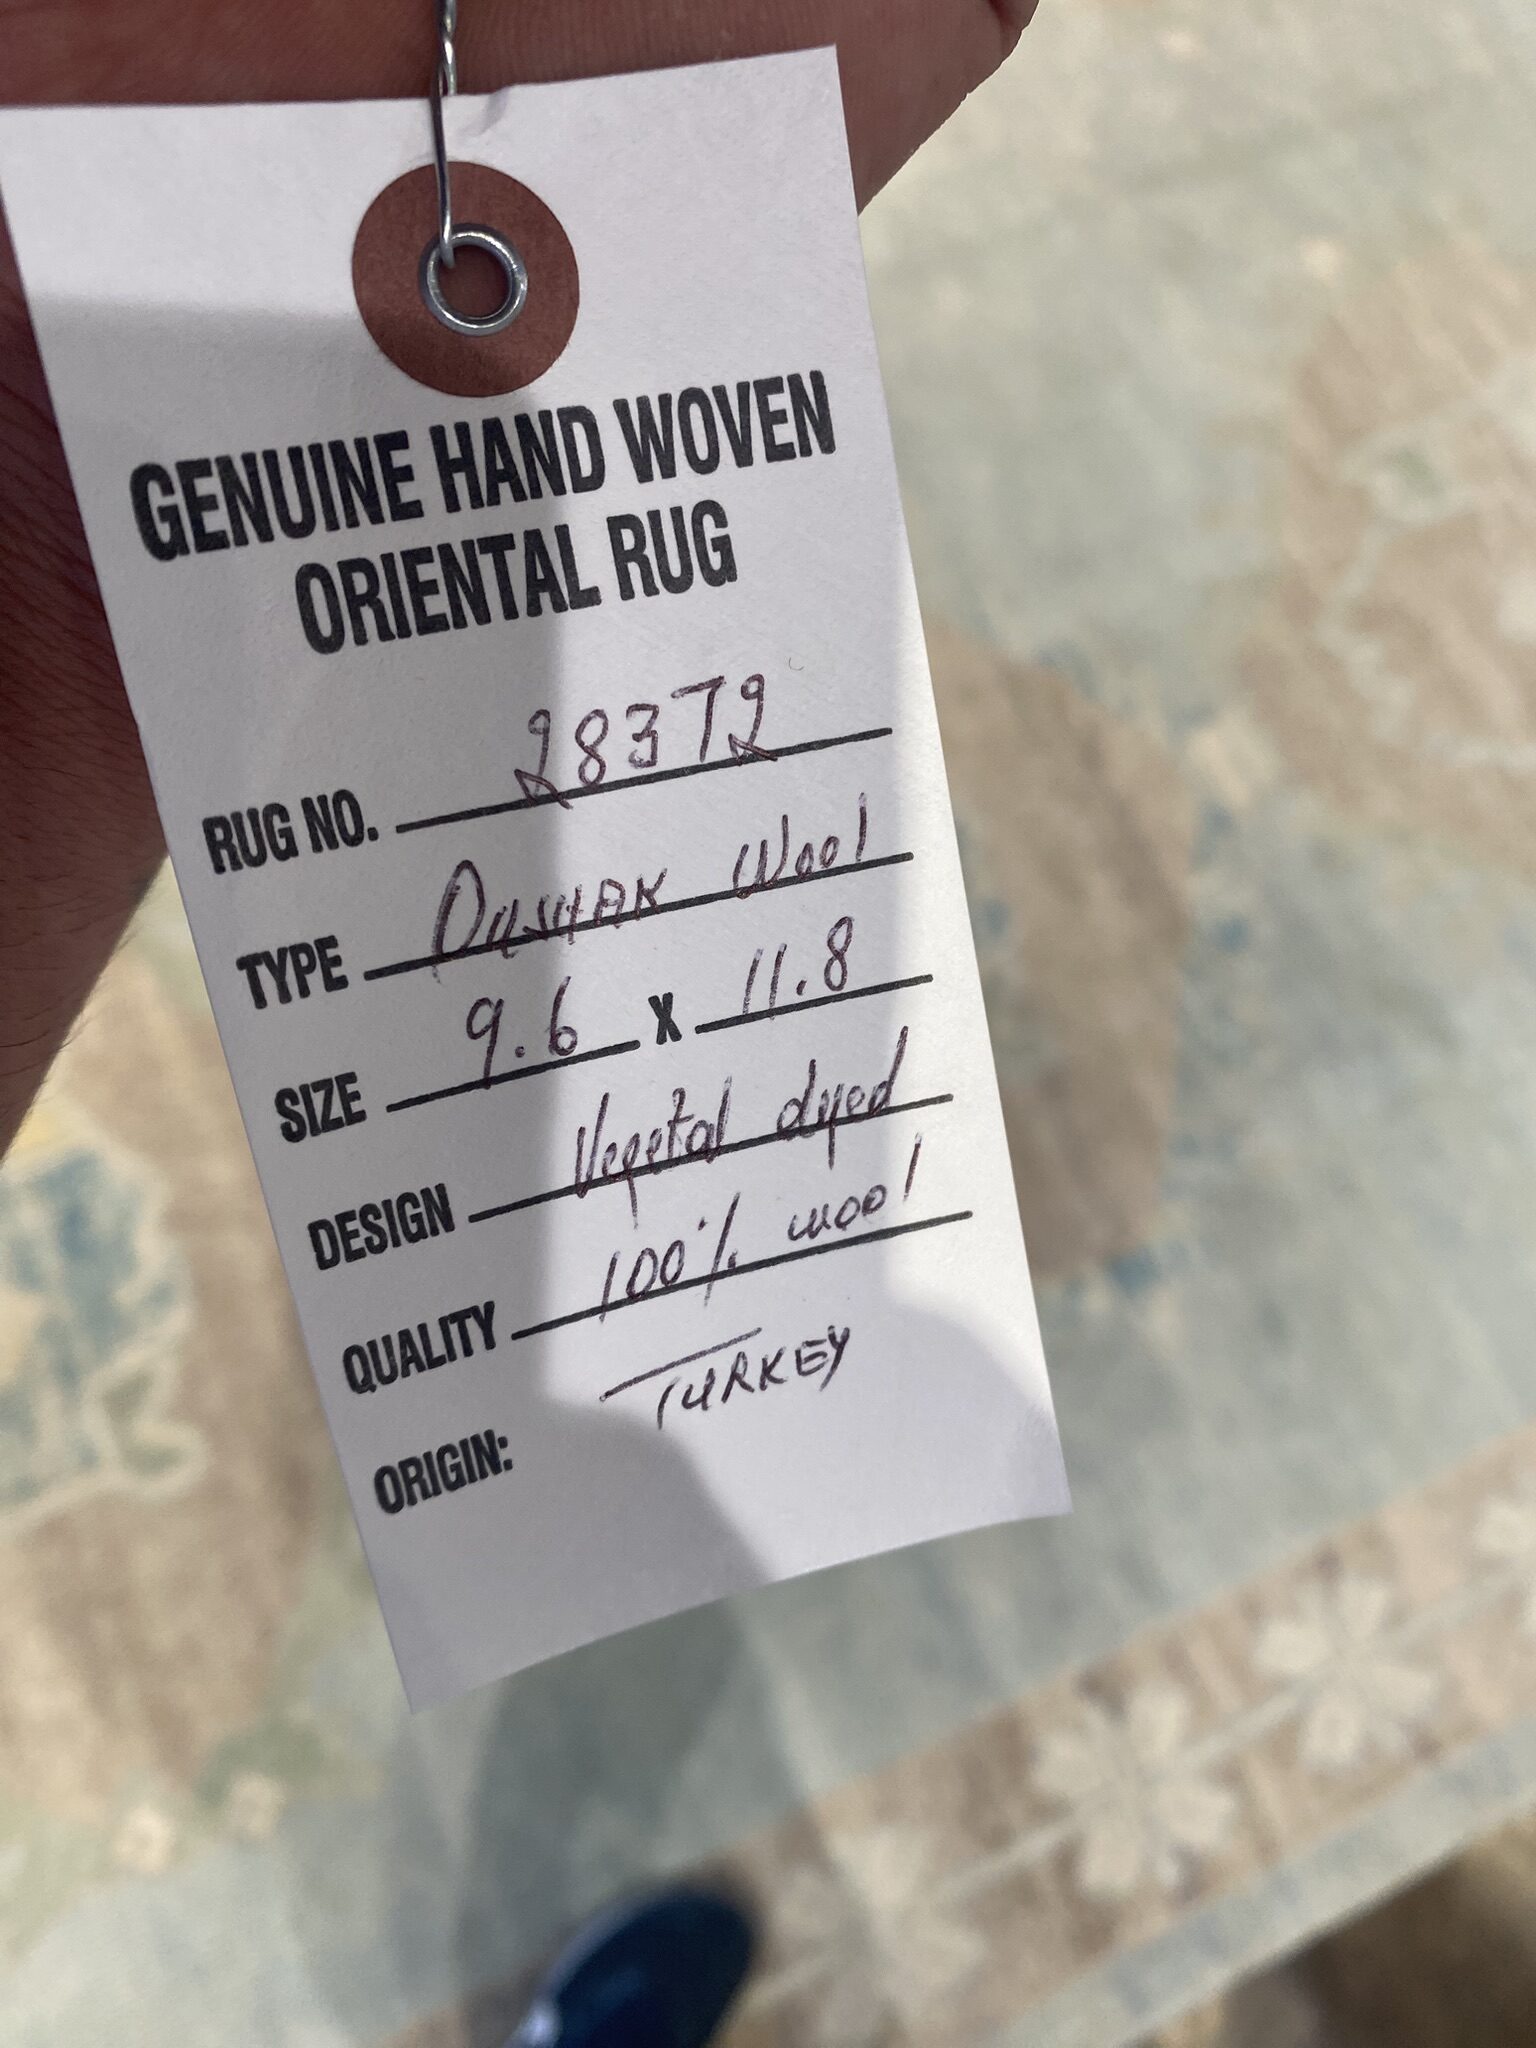 GENUINE HAND WOVEN
ORIENTAL RUG
RUG NO. 28372
TYPE OUSHAK Wool
SIZE 9.6 X 11.8
DESIGN Vegetal dyed
QUALITY 100% wool
ORIGIN: TURKEY